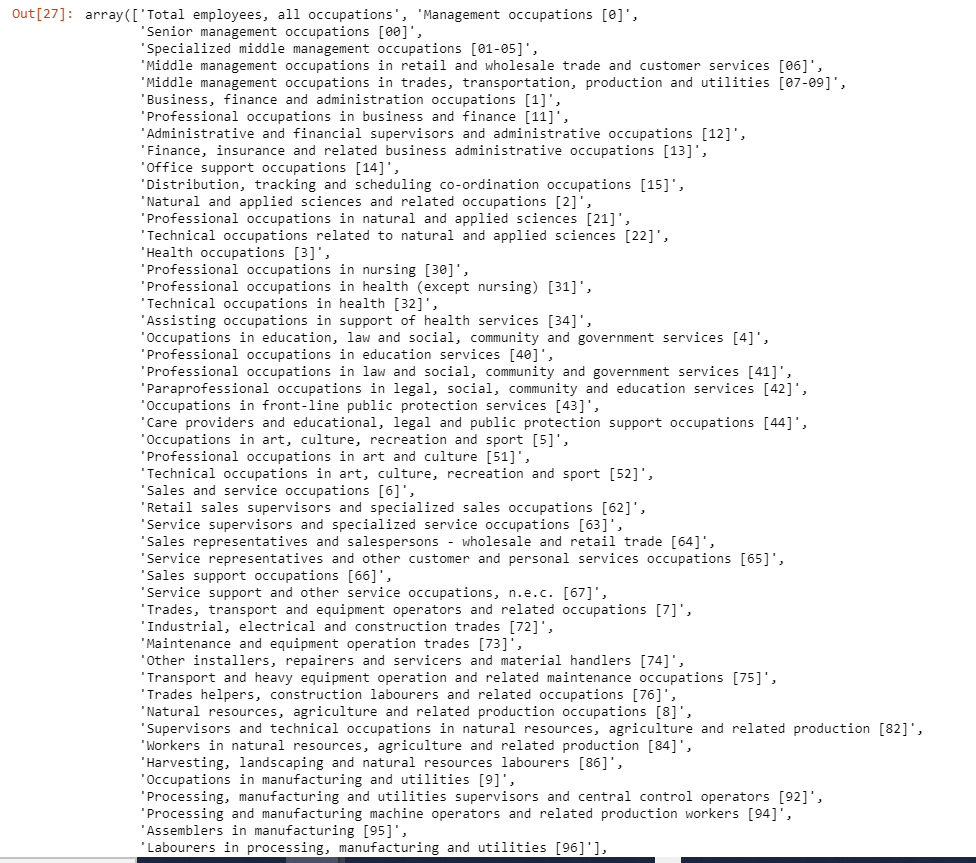 Out[27]: array(['Total employees, all occupations', 'Management occupations [0]',
'Senior management occupations [00]',
'Specialized middle management occupations [01-05]',
'Middle management occupations in retail and wholesale trade and customer services [06]',
'Middle management occupations in trades, transportation, production and utilities [07-09]',
'Business, finance and administration occupations [1]',
'Professional occupations in business and finance [11]',
'Administrative and financial supervisors and administrative occupations [12]',
'Finance, insurance and related business administrative occupations [13]',
'Office support occupations [14]',
'Distribution, tracking and scheduling co-ordination occupations [15]',
'Natural and applied sciences and related occupations [2]',
'Professional occupations in natural and applied sciences [21]',
'Technical occupations related to natural and applied sciences [22]',
'Health occupations [3]',
'Professional occupations in nursing [30]',
'Professional occupations in health (except nursing) [31]',
'Technical occupations in health [32]',
'Assisting occupations in support of health services [34]',
'Occupations in education, law and social, community and government services [4]',
'Professional occupations in education services [40]',
'Professional occupations in law and social, community and government services [41]',
'Paraprofessional occupations in legal, social, community and education services [42]',
'Occupations in front-line public protection services [43]',
'Care providers and educational, legal and public protection support occupations [44]',
'Occupations in art, culture, recreation and sport [5]',
'Professional occupations in art and culture [51]',
'Technical occupations in art, culture, recreation and sport [52]',
'Sales and service occupations [6]',
'Retail sales supervisors and specialized sales occupations [62]',
'Service supervisors and specialized service occupations [63]',
'Sales representatives and salespersons - wholesale and retail trade [64]',
'Service representatives and other customer and personal services occupations [65]',
'Sales support occupations [66]',
'Service support and other service occupations, n.e.c. [67]',
'Trades, transport and equipment operators and related occupations [7]',
'Industrial, electrical and construction trades [72]',
'Maintenance and equipment operation trades [73]',
'Other installers, repairers and servicers and material handlers [74]',
'Transport and heavy equipment operation and related maintenance occupations [75]',
'Trades helpers, construction labourers and related occupations [76]',
'Natural resources, agriculture and related production occupations [8]',
'Supervisors and technical occupations in natural resources, agriculture and related production [82]',
'Workers in natural resources, agriculture and related production [84]',
'Harvesting, landscaping and natural resources labourers [86]',
'Occupations in manufacturing and utilities [9]',
'Processing, manufacturing and utilities supervisors and central control operators [92]',
'Processing and manufacturing machine operators and related production workers [94]',
'Assemblers in manufacturing [95]',
'Labourers in processing, manufacturing and utilities [96]'],